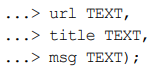 ...> url TEXT,
...> title TEXT,
...> msg TEXT);